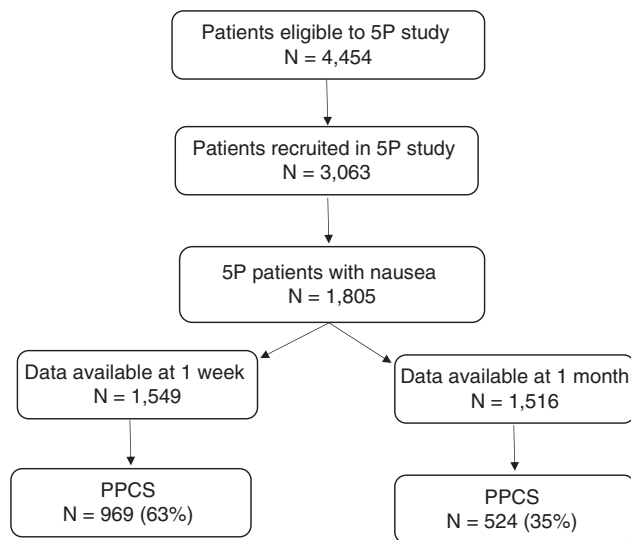 Patients eligible to 5P study
N = 4,454
Patients recruited in 5P study
N = 3,063
5P patients with nausea
N = 1,805
Data available at 1 week
N = 1,549
Data available at 1 month
N = 1,516
PPCS
N = 969 (63%)
PPCS
N = 524 (35%)